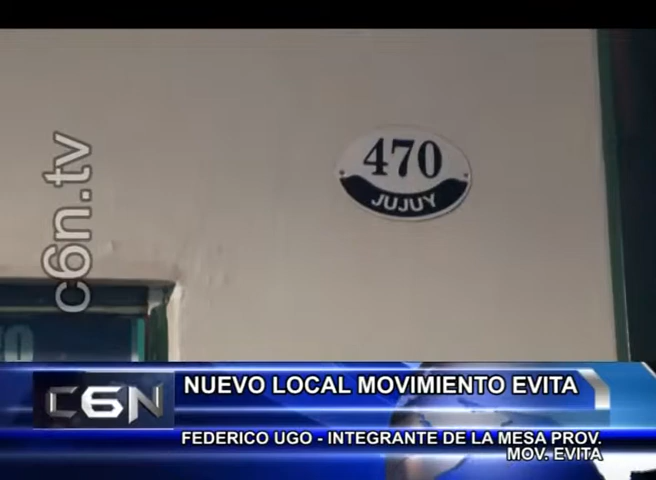 470
JUJUY
c6n.tv
C6N
NUEVO LOCAL MOVIMIENTO EVITA
FEDERICO UGO - INTEGRANTE DE LA MESA PROV.
MOV. EVITA